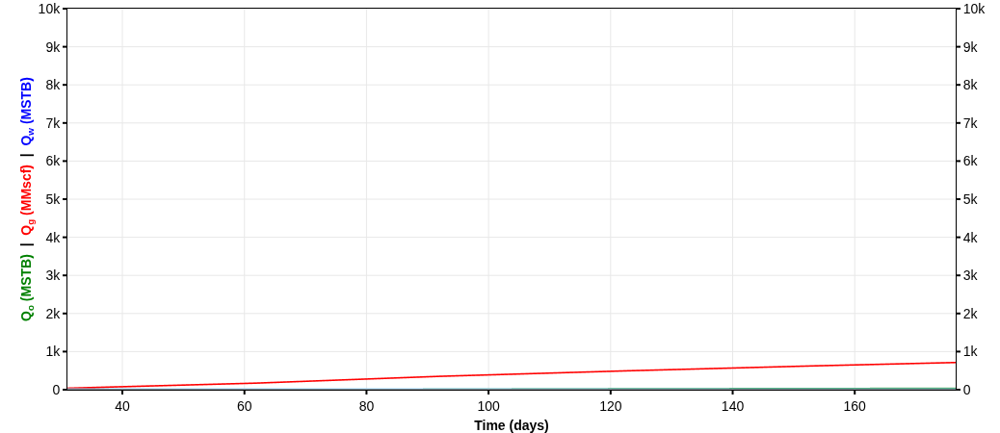 10k
9k
8k
7k
6k
5k
4k
3k
2k
1k
0
Qo (MSTB) | Qg (MMscf) | Qw (MSTB)
10k
9k
8k
7k
6k
5k
4k
3k
2k
1k
0
40 60 80 100 120 140 160
Time (days)